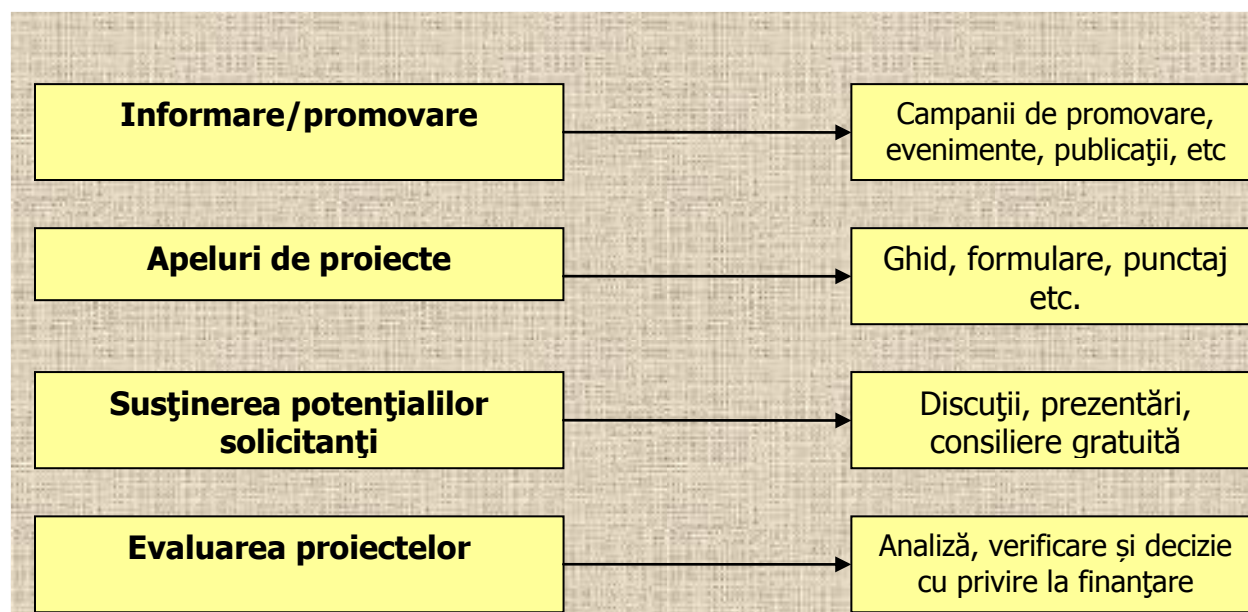 Informare/promovare
Campanii de promovare,
evenimente, publicaţii, etc
Apeluri de proiecte
Ghid, formulare, punctaj
etc.
Susţinerea potenţialilor
solicitanţi
Discuţii, prezentări,
consiliere gratuită
Evaluarea proiectelor
Analiză, verificare și decizie
cu privire la finanţare